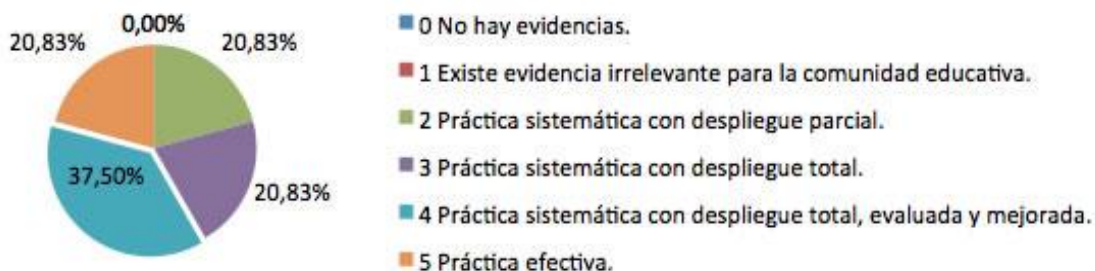 0,00%
20,83%
20,83%
37,50%
20,83%
0 No hay evidencias.
1 Existe evidencia irrelevante para la comunidad educativa.
2 Práctica sistemática con despliegue parcial.
3 Práctica sistemática con despliegue total.
4 Práctica sistemática con despliegue total, evaluada y mejorada.
5 Práctica efectiva.